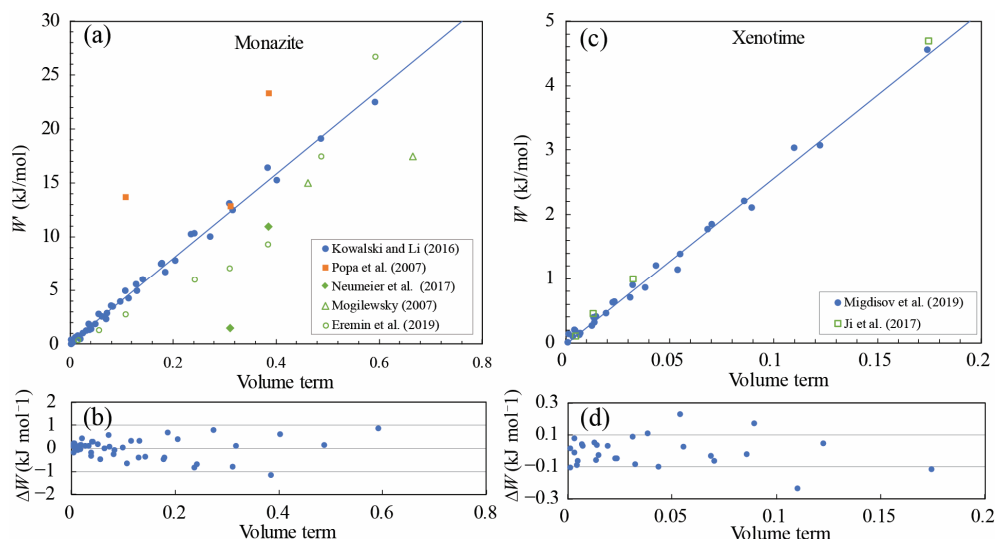 (a)
Monazite
30
25
20
15
10
5
0
W' (kJ/mol)
Kowalski and Li (2016)
Popa et al. (2007)
Neumeier et al. (2017)
Mogilewsky (2007)
Eremin et al. (2019)
0 0.2 0.4 0.6 0.8
Volume term
(b)
2
1
0
−1
−2
ΔW (kJ mol⁻¹)
0 0.2 0.4 0.6 0.8
Volume term
(c)
Xenotime
5
4
3
2
1
0
W' (kJ/mol)
Migdisov et al. (2019)
Ji et al. (2017)
0 0.05 0.1 0.15 0.2
Volume term
(d)
0.3
0.1
−0.1
−0.3
ΔW (kJ mol⁻¹)
0 0.05 0.1 0.15 0.2
Volume term